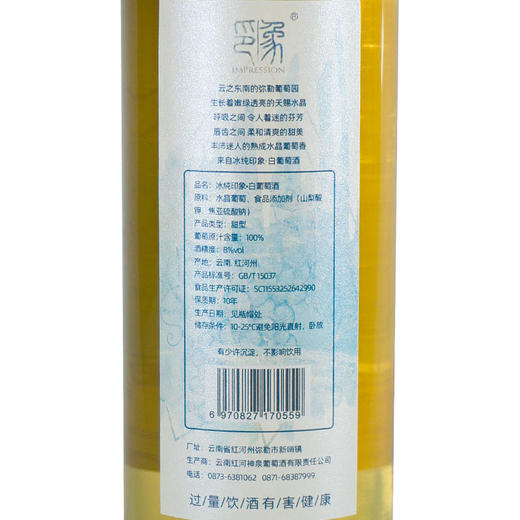 印象®
IMPRESSION
云之东南的弥勒葡萄园
生长着嫩绿透亮的天赐水晶
呼吸之间 令人着迷的芬芳
唇齿之间 柔和清爽的甜美
丰沛迷人的熟成水晶葡萄香
来自冰纯印象·白葡萄酒
品名：冰纯印象·白葡萄酒
原料：水晶葡萄、食品添加剂（山梨酸
钾、焦亚硫酸钠）
产品类型：甜型
葡萄原汁含量：100%
酒精度：8%vol
产地：云南.红河州
产品标准号：GB/T15037
食品生产许可证：SC11553252642990
保质期：10年
生产日期：见瓶帽处
储存条件：10-25℃避免阳光直射，卧放
有少许沉淀，不影响饮用
6 970827 170559
厂址：云南省红河州弥勒市新哨镇
生产商：云南红河神泉葡萄酒有限责任公司
电话：0873-6381062 0871-68387999
过量饮酒有害健康